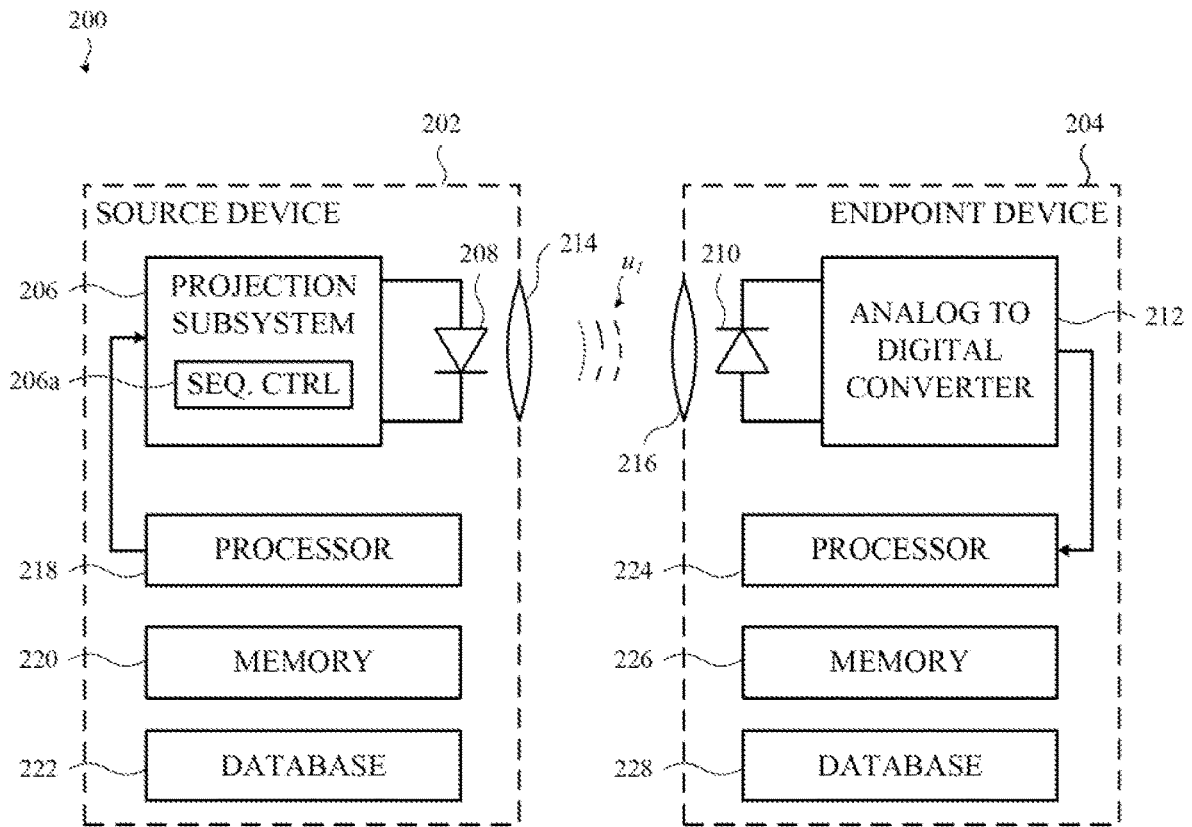 200
202
204
SOURCE DEVICE
ENDPOINT DEVICE
208
214
u1
210
206
PROJECTION
SUBSYSTEM
ANALOG TO
DIGITAL
CONVERTER
212
206a
SEQ. CTRL
216
PROCESSOR
218
PROCESSOR
224
220
MEMORY
226
MEMORY
222
DATABASE
228
DATABASE